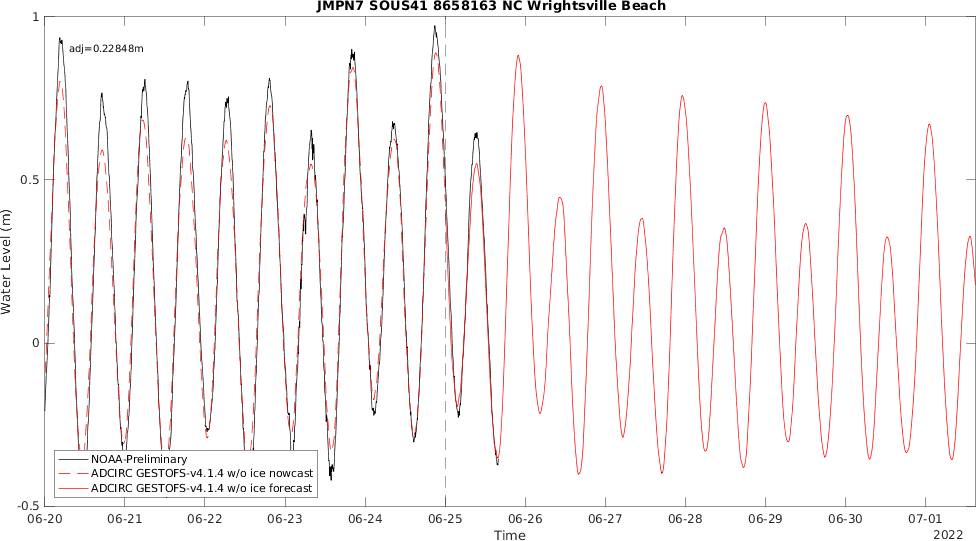 JMPN7 SOUS41 8658163 NC Wrightsville Beach
1
adj=0.22848m
0.5
Water Level (m)
0
NOAA-Preliminary
ADCIRC GESTOFS-v4.1.4 w/o ice nowcast
ADCIRC GESTOFS-v4.1.4 w/o ice forecast
-0.5
06-20 06-21 06-22 06-23 06-24 06-25 06-26 06-27 06-28 06-29 06-30 07-01
Time
2022